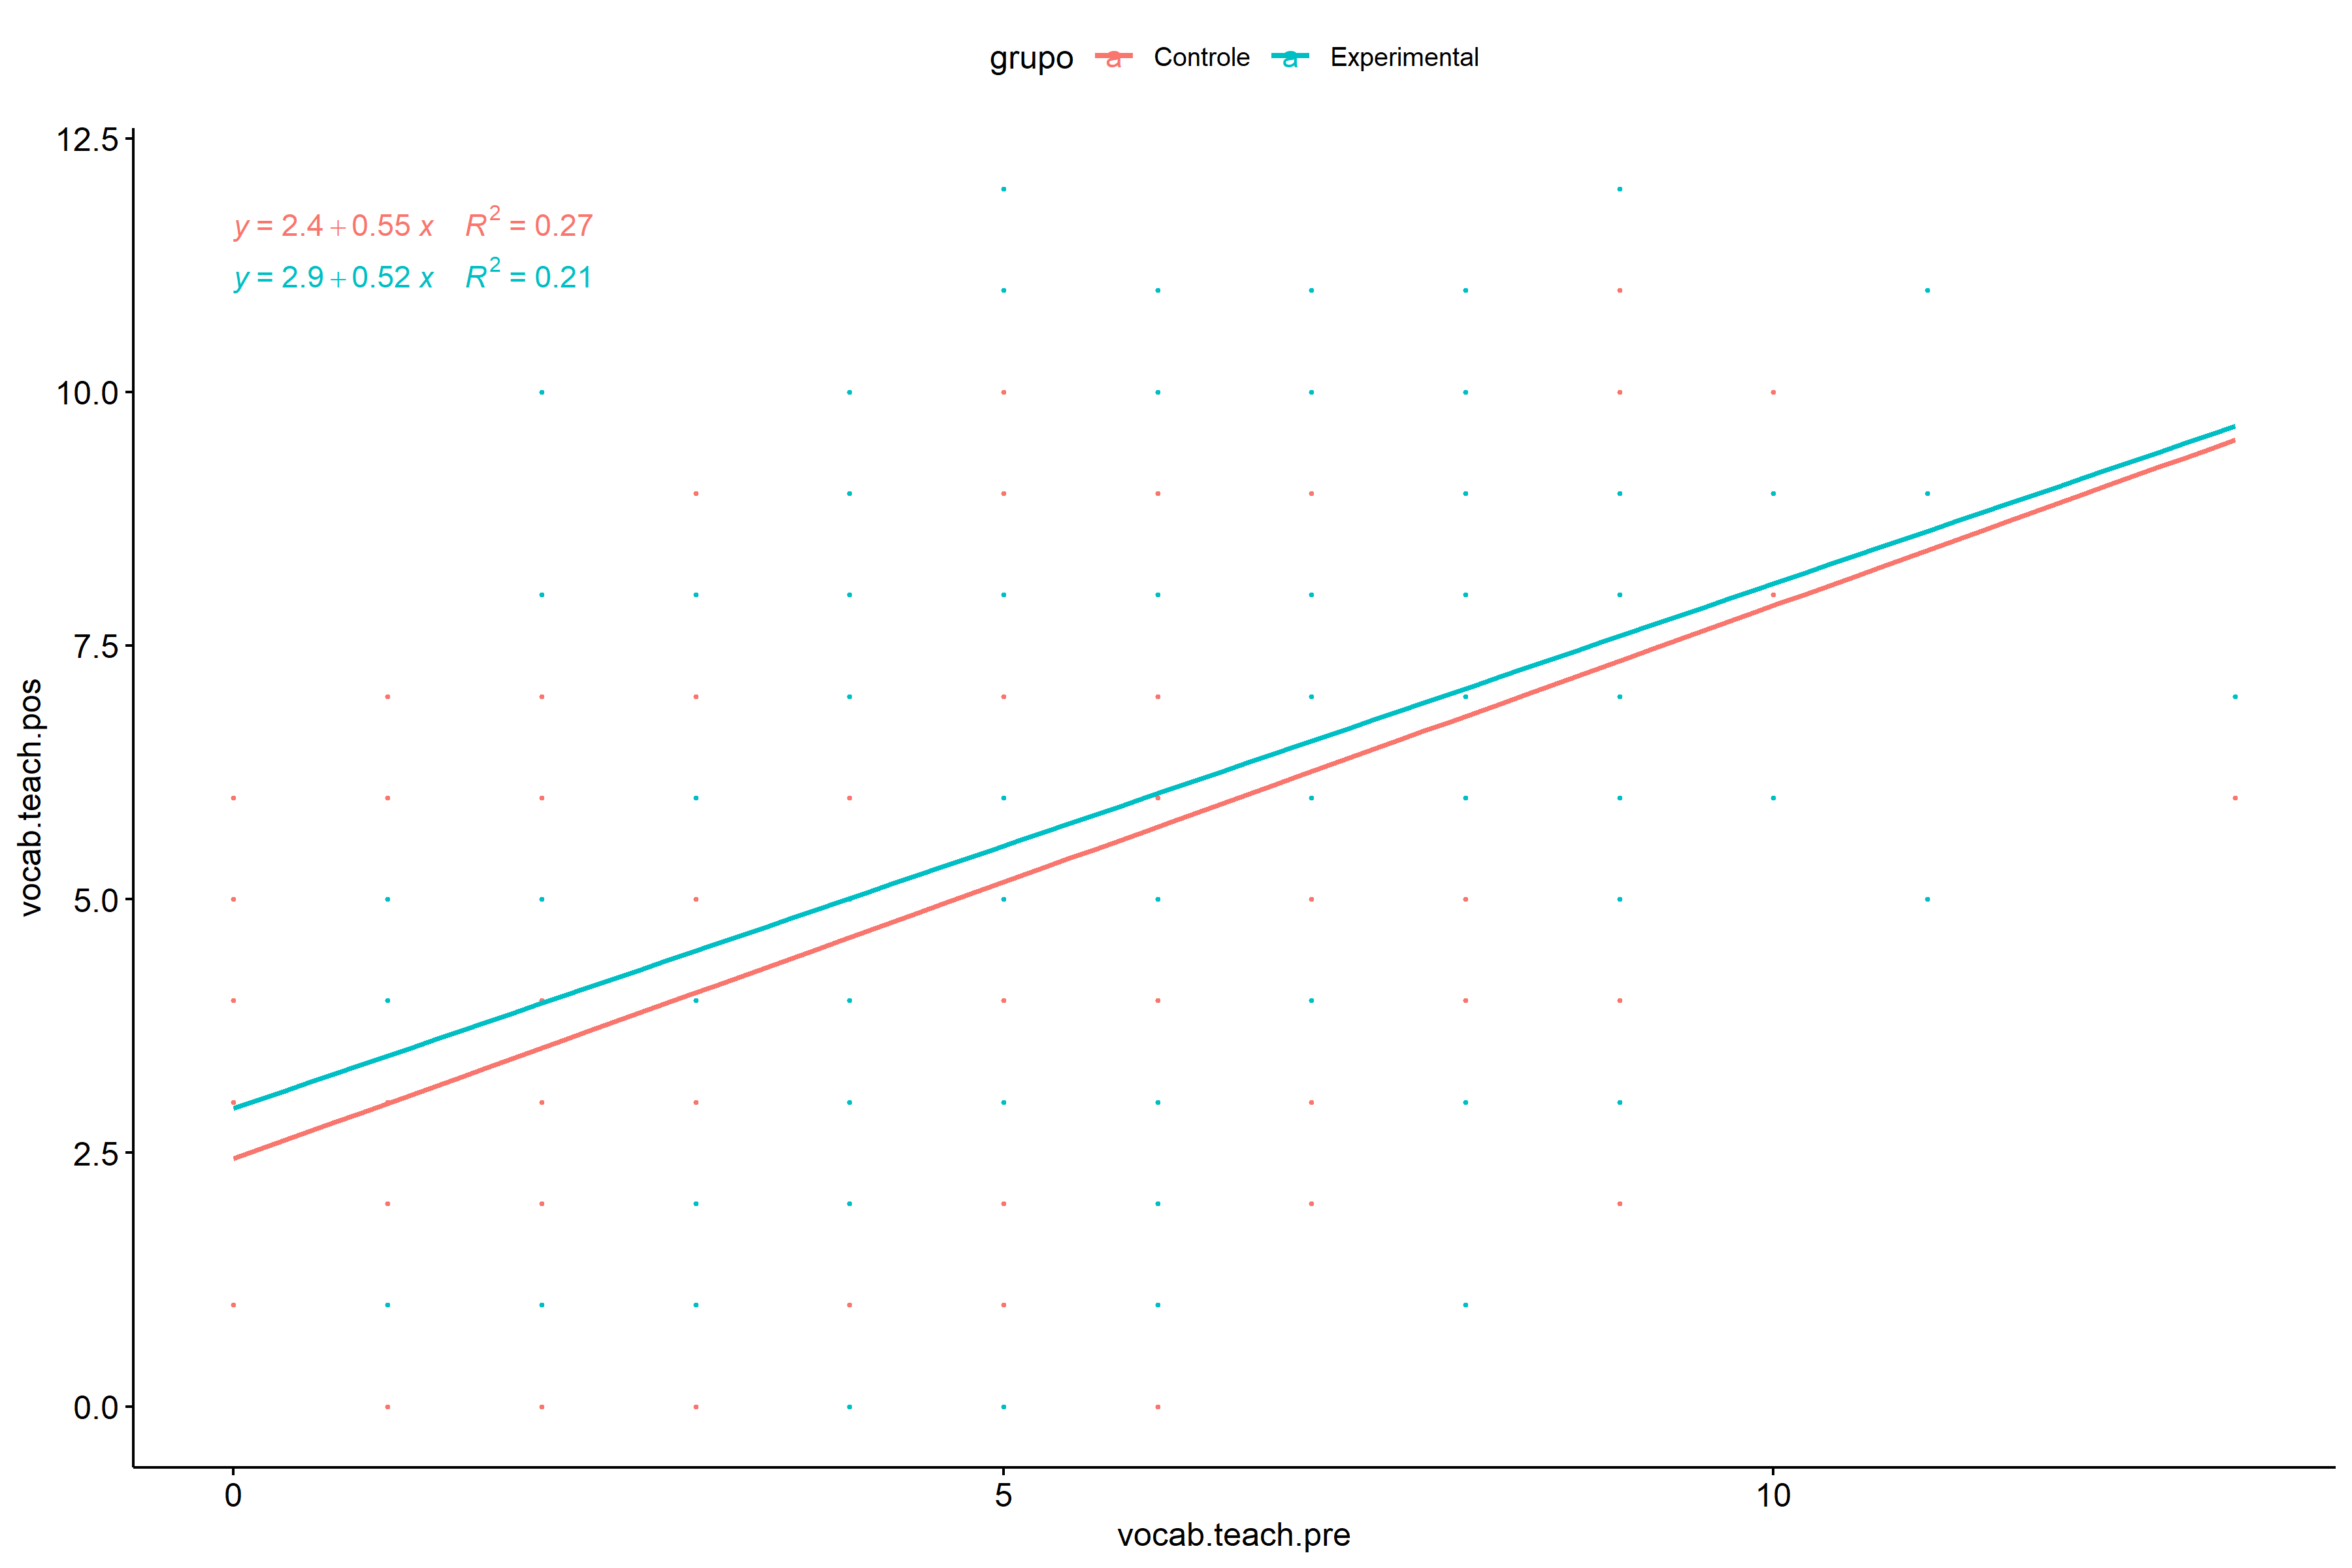 grupo a Controle a Experimental
12.5
y = 2.4 + 0.55 x R² = 0.27
y = 2.9 + 0.52 x R² = 0.21
10.0
7.5
vocab.teach.pos
5.0
2.5
0.0
0 5 10
vocab.teach.pre